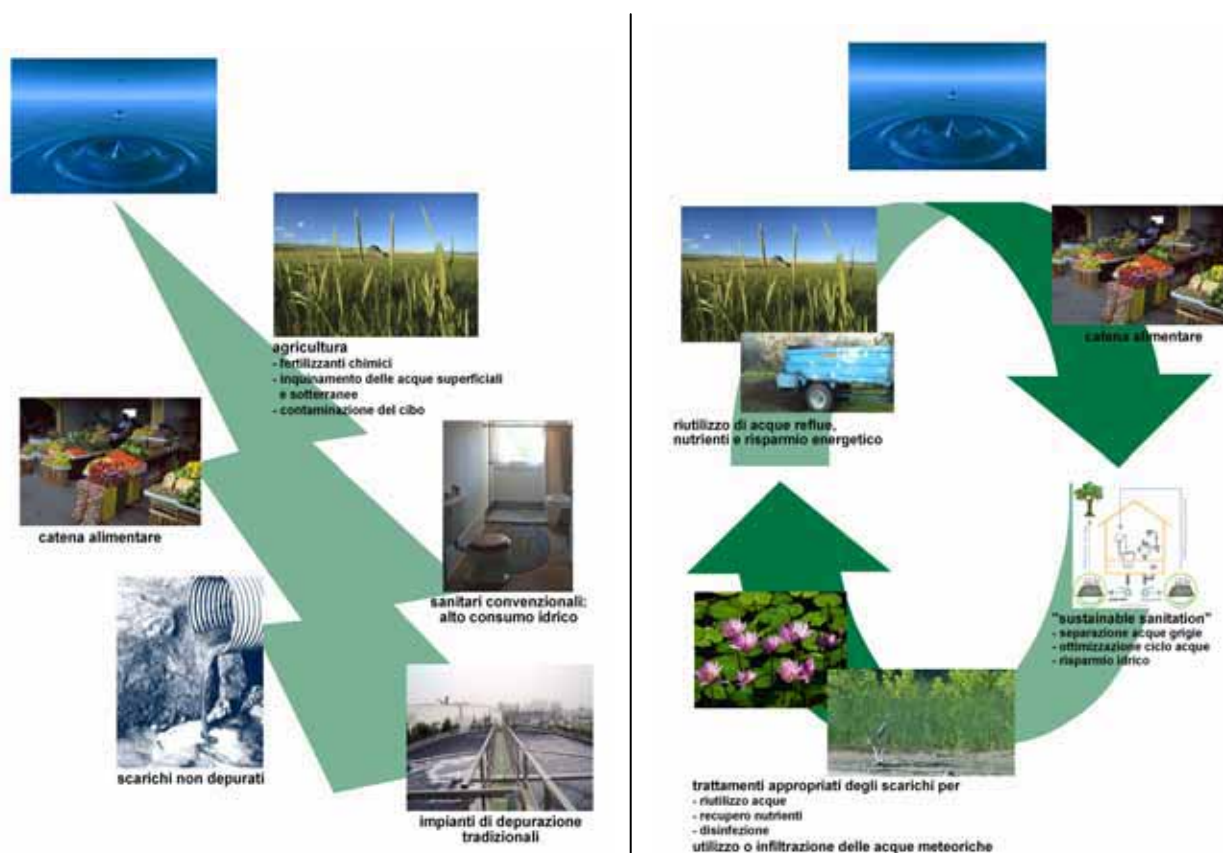 agricultura
- fertilizzanti chimici
- inquinamento delle acque superficiali
e sotterranee
- contaminazione del cibo
catena alimentare
sanitari convenzionali:
alto consumo idrico
scarichi non depurati
impianti di depurazione
tradizionali
catena alimentare
riutilizzo di acque reflue,
nutrienti e risparmio energetico
"sustainable sanitation"
- separazione acque grigie
- ottimizzazione ciclo acque
- risparmio idrico
trattamenti appropriati degli scarichi per
- riutilizzo acque
- recupero nutrienti
- disinfezione
utilizzo o infiltrazione delle acque meteoriche